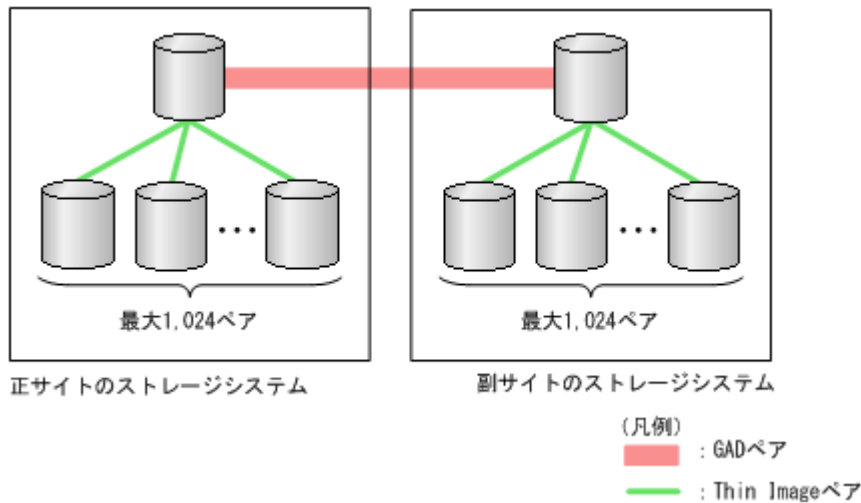 最大1,024ペア
最大1,024ペア
正サイトのストレージシステム
副サイトのストレージシステム
(凡例)
: GADペア
: Thin Imageペア